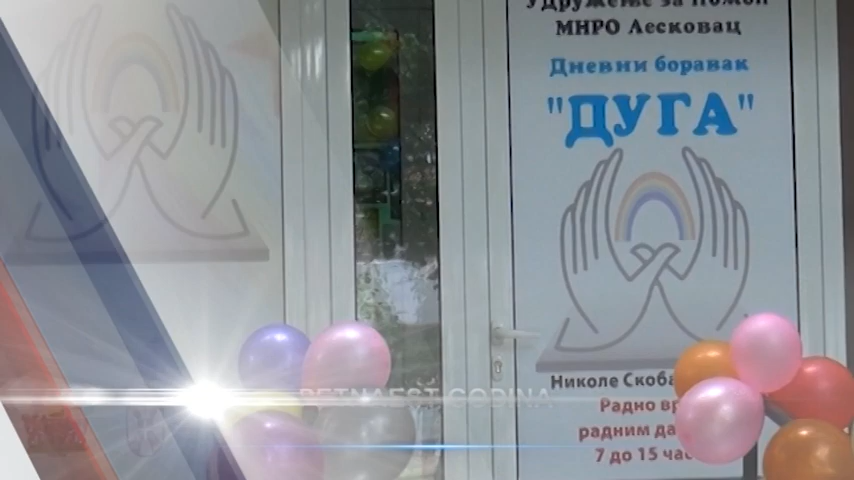 Удружење за помоћ
МНРО Лесковац
Дневни боравак
"ДУГА"
Николе
Радно
радним
7 до 15
PETNAEST GODINA